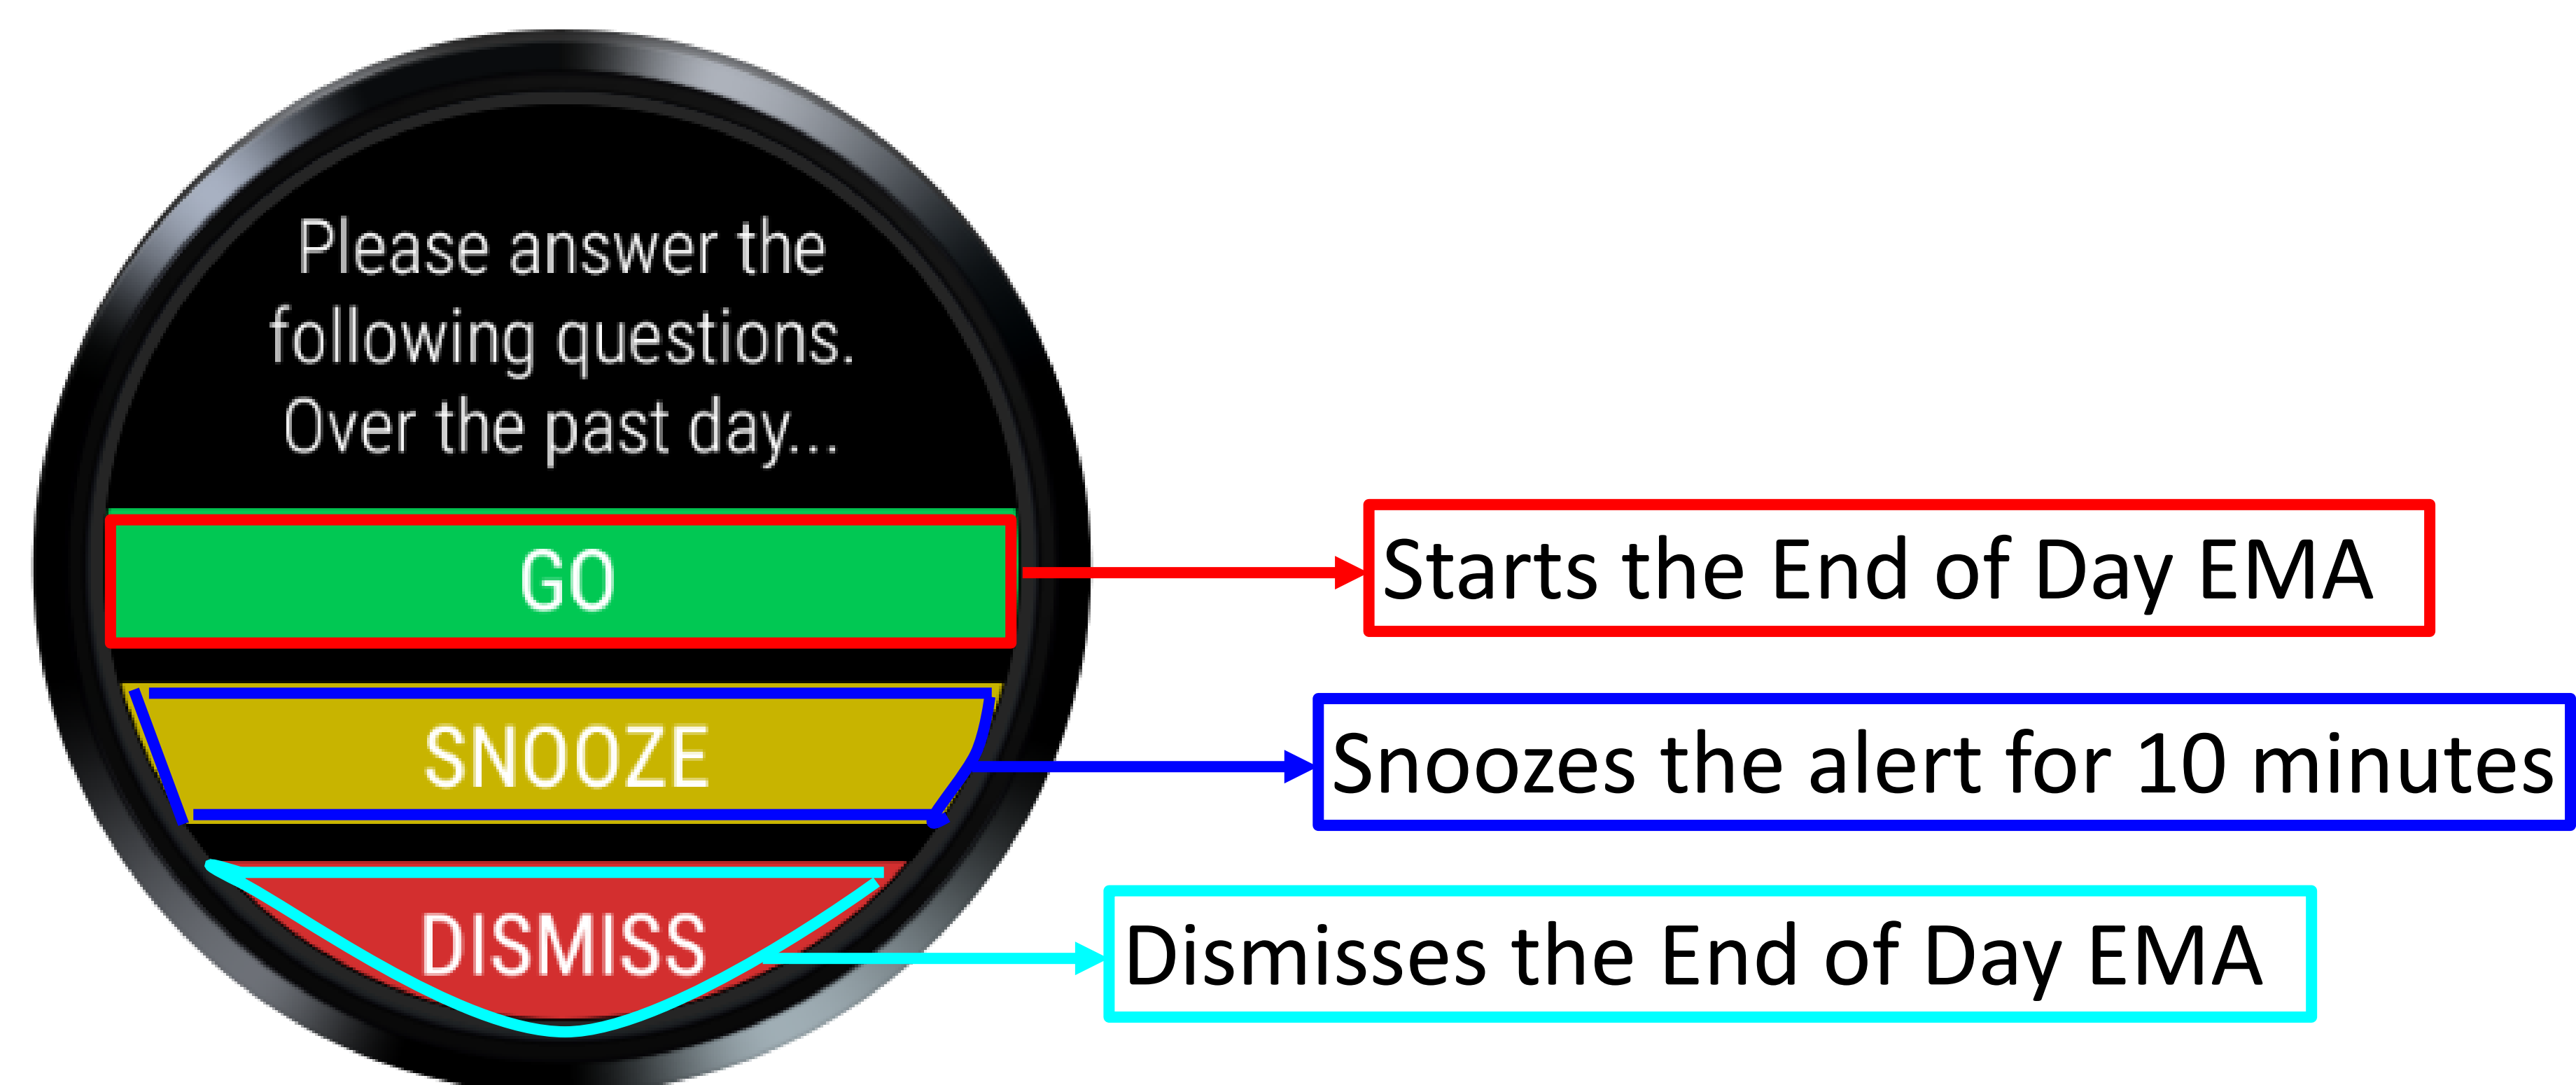 Please answer the
following questions.
Over the past day...
GO
Starts the End of Day EMA
SNOOZE
Snoozes the alert for 10 minutes
DISMISS
Dismisses the End of Day EMA